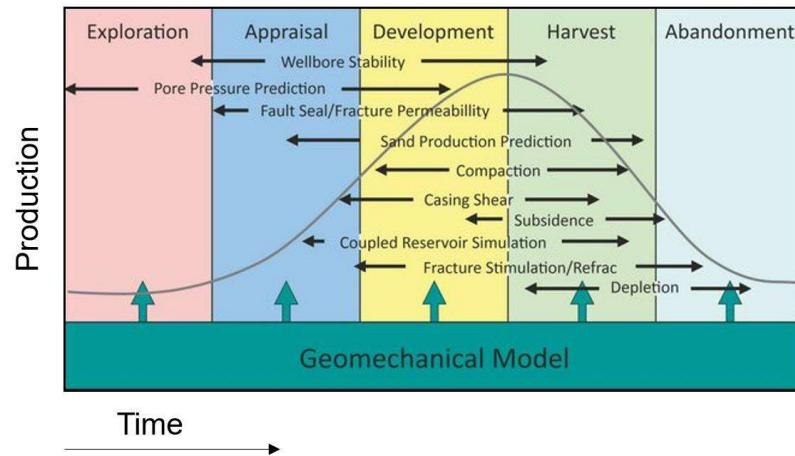 Exploration
Appraisal
Development
Harvest
Abandonment
Wellbore Stability
Pore Pressure Prediction
Fault Seal/Fracture Permeabillity
Sand Production Prediction
Compaction
Casing Shear
Subsidence
Coupled Reservoir Simulation
Fracture Stimulation/Refrac
Depletion
Geomechanical Model
Production
Time